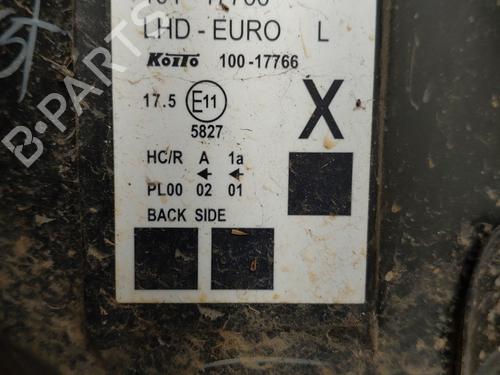 LHD - EURO L
KOITO 100-17766
17.5 E11 X
5827
HC/R A 1a
PL00 02 01
BACK SIDE
B-PARTS